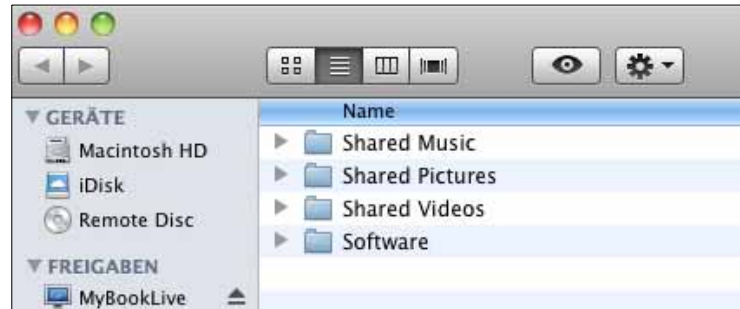 GERÄTE
Macintosh HD
iDisk
Remote Disc
FREIGABEN
MyBookLive
Name
Shared Music
Shared Pictures
Shared Videos
Software